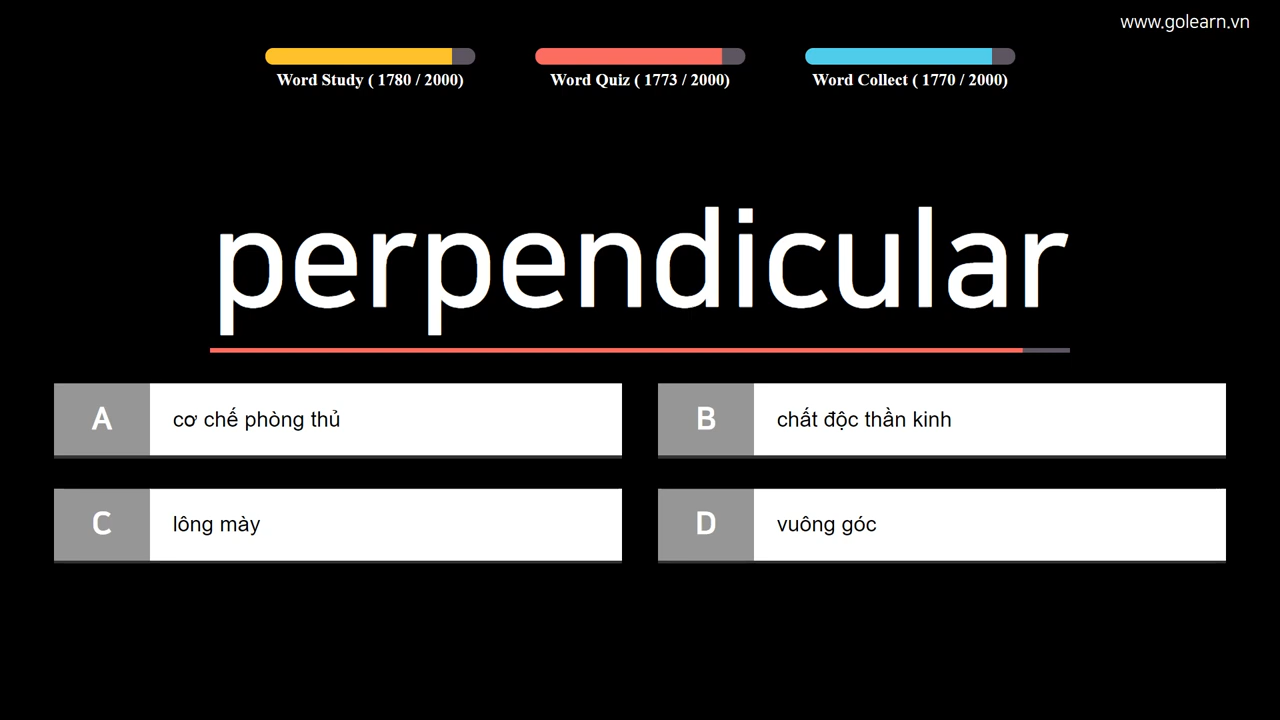 www.golearn.vn
Word Study ( 1780 / 2000)
Word Quiz ( 1773 / 2000)
Word Collect ( 1770 / 2000)
perpendicular
A cơ chế phòng thủ
B chất độc thần kinh
C lông mày
D vuông góc